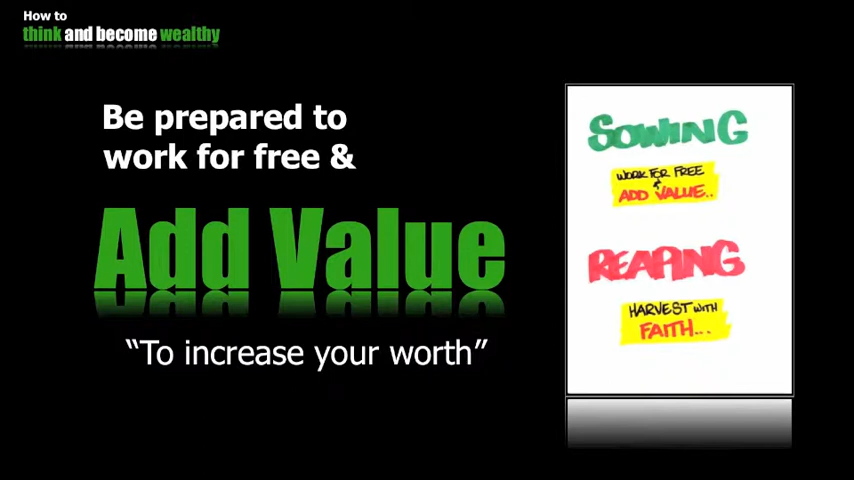 How to
think and become wealthy
Be prepared to
work for free &
Add Value
“To increase your worth”
SOWING
WORK FOR FREE
&
ADD VALUE..
REAPING
HARVEST WITH
FAITH...